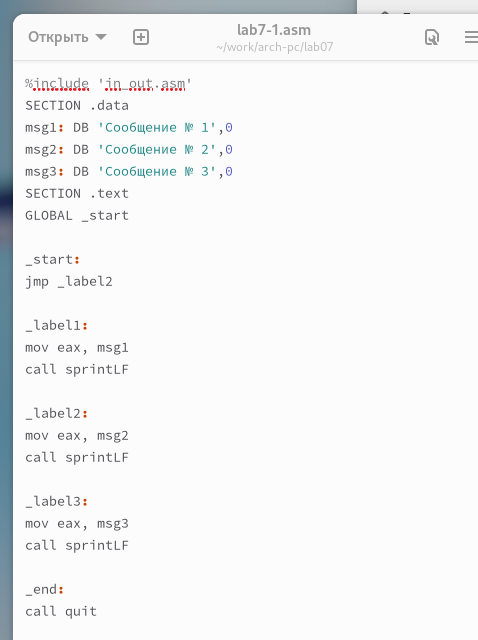 Открыть
lab7-1.asm
~/work/arch-pc/lab07
%include 'in_out.asm'
SECTION .data
msg1: DB 'Сообщение № 1',0
msg2: DB 'Сообщение № 2',0
msg3: DB 'Сообщение № 3',0
SECTION .text
GLOBAL _start
_start:
jmp _label2
_label1:
mov eax, msg1
call sprintLF
_label2:
mov eax, msg2
call sprintLF
_label3:
mov eax, msg3
call sprintLF
_end:
call quit